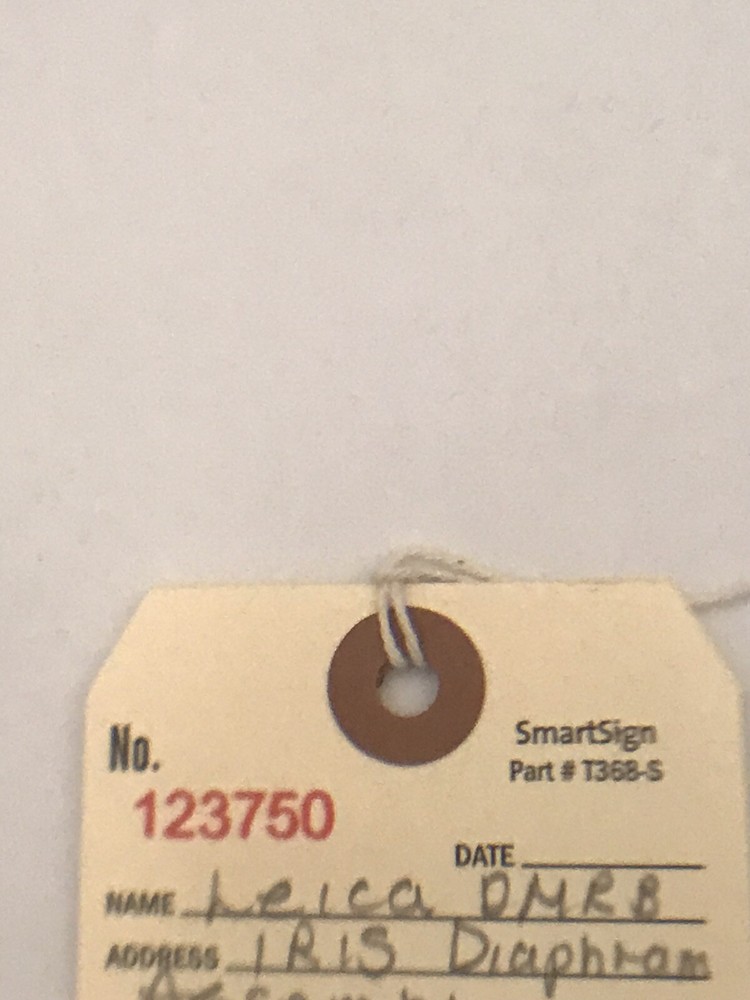 No.
SmartSign
Part # T368-S
123750
DATE
NAME Leica DMRB
ADDRESS IRIS Diaphram